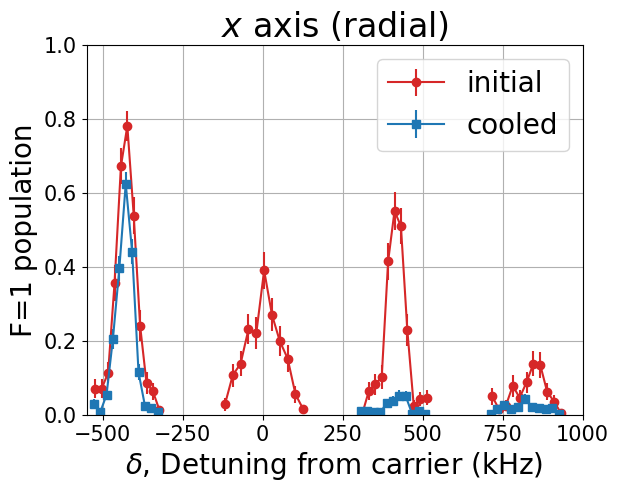 x axis (radial)
1.0
0.8
0.6
0.4
0.2
0.0
F=1 population
initial
cooled
−500
−250
0
250
500
750
1000
δ, Detuning from carrier (kHz)